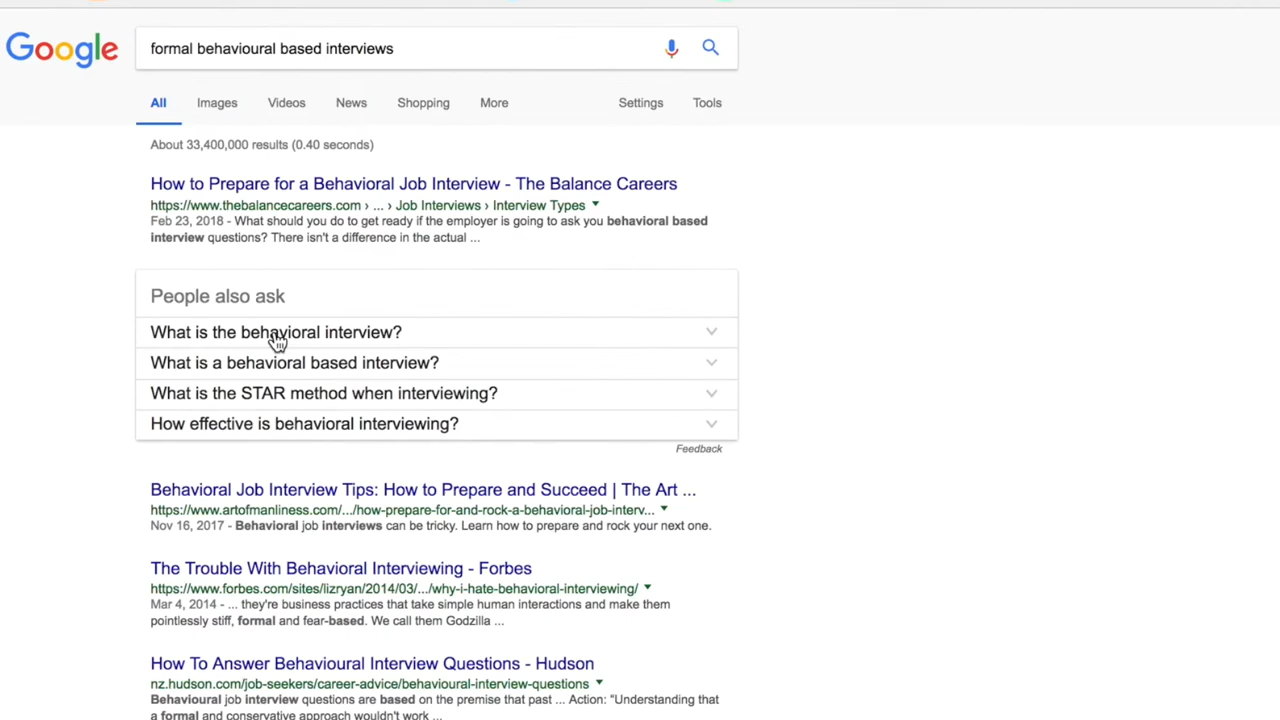 Google
formal behavioural based interviews
All Images Videos News Shopping More Settings Tools
About 33,400,000 results (0.40 seconds)
How to Prepare for a Behavioral Job Interview - The Balance Careers
https://www.thebalancecareers.com › ... › Job Interviews › Interview Types
Feb 23, 2018 - What should you do to get ready if the employer is going to ask you behavioral based
interview questions? There isn't a difference in the actual ...
People also ask
What is the behavioral interview?
What is a behavioral based interview?
What is the STAR method when interviewing?
How effective is behavioral interviewing?
Feedback
Behavioral Job Interview Tips: How to Prepare and Succeed | The Art ...
https://www.artofmanliness.com/.../how-prepare-for-and-rock-a-behavioral-job-interv...
Nov 16, 2017 - Behavioral job interviews can be tricky. Learn how to prepare and rock your next one.
The Trouble With Behavioral Interviewing - Forbes
https://www.forbes.com/sites/lizryan/2014/03/.../why-i-hate-behavioral-interviewing/
Mar 4, 2014 - ... they're business practices that take simple human interactions and make them
pointlessly stiff, formal and fear-based. We call them Godzilla ...
How To Answer Behavioural Interview Questions - Hudson
nz.hudson.com/job-seekers/career-advice/behavioural-interview-questions
Behavioural job interview questions are based on the premise that past ... Action: "Understanding that
a formal and conservative approach wouldn't work ...